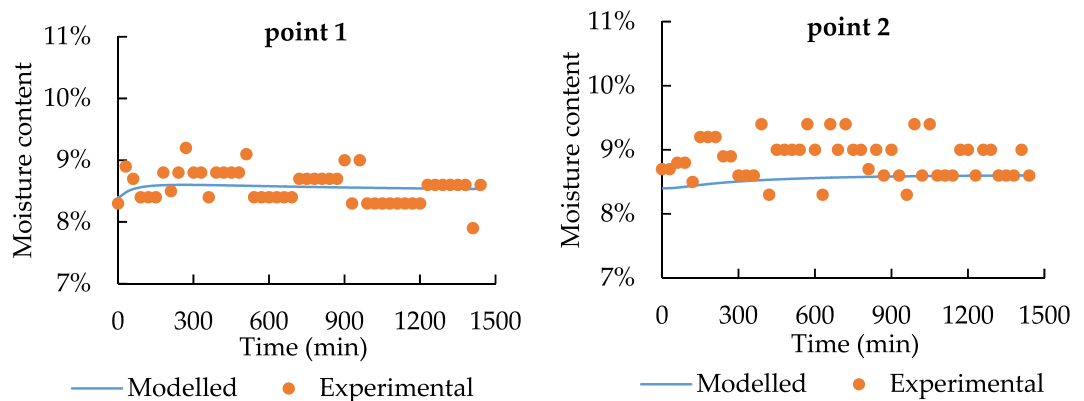 point 1
11%
10%
9%
8%
7%
Moisture content
0 300 600 900 1200 1500
Time (min)
Modelled Experimental
point 2
11%
10%
9%
8%
7%
Moisture content
0 300 600 900 1200 1500
Time (min)
Modelled Experimental